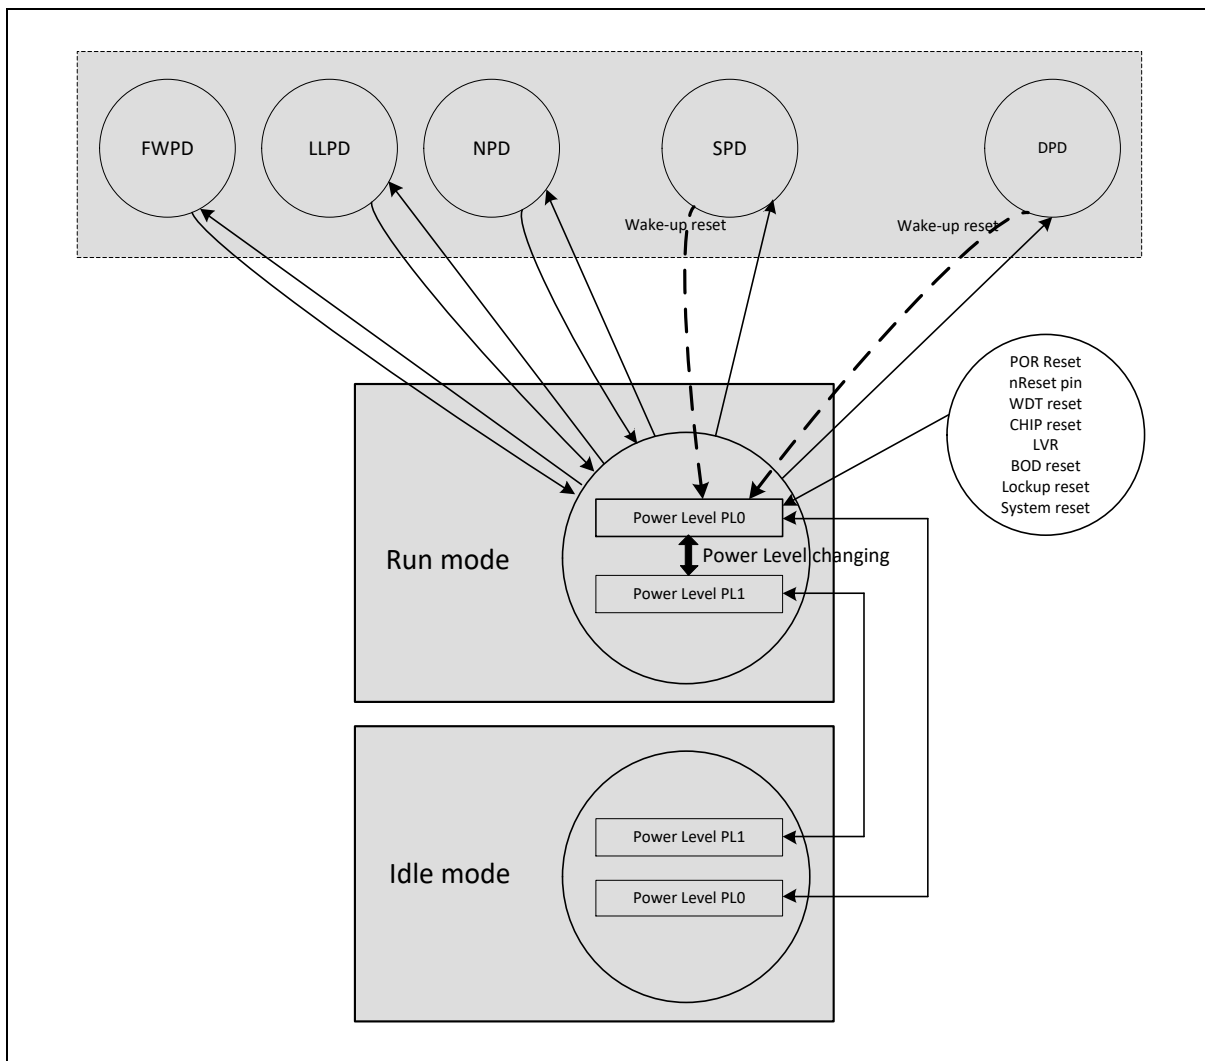 FWPD
LLPD
NPD
SPD
DPD
Wake-up reset
Wake-up reset
POR Reset
nReset pin
WDT reset
CHIP reset
LVR
BOD reset
Lockup reset
System reset
Run mode
Power Level PL0
Power Level changing
Power Level PL1
Idle mode
Power Level PL1
Power Level PL0